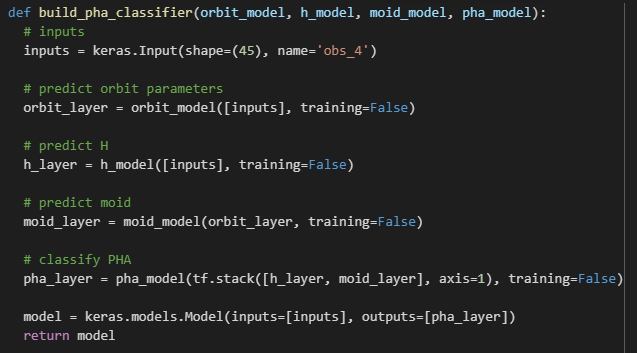 def build_pha_classifier(orbit_model, h_model, moid_model, pha_model):
# inputs
inputs = keras.Input(shape=(45), name='obs_4')
# predict orbit parameters
orbit_layer = orbit_model([inputs], training=False)
# predict H
h_layer = h_model([inputs], training=False)
# predict moid
moid_layer = moid_model(orbit_layer, training=False)
# classify PHA
pha_layer = pha_model(tf.stack([h_layer, moid_layer], axis=1), training=False)
model = keras.models.Model(inputs=[inputs], outputs=[pha_layer])
return model